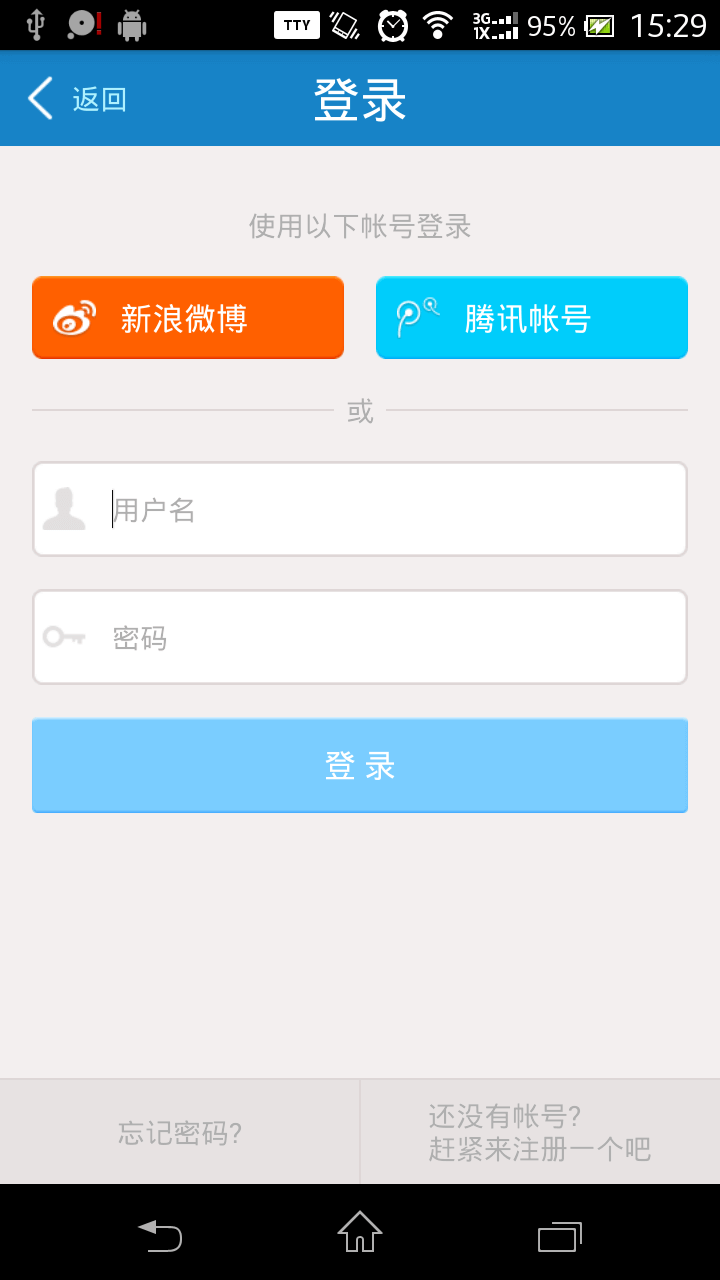 TTY 3G 1X 95% 15:29
返回 登录
使用以下帐号登录
新浪微博 腾讯帐号
或
用户名
密码
登 录
忘记密码?
还没有帐号?
赶紧来注册一个吧